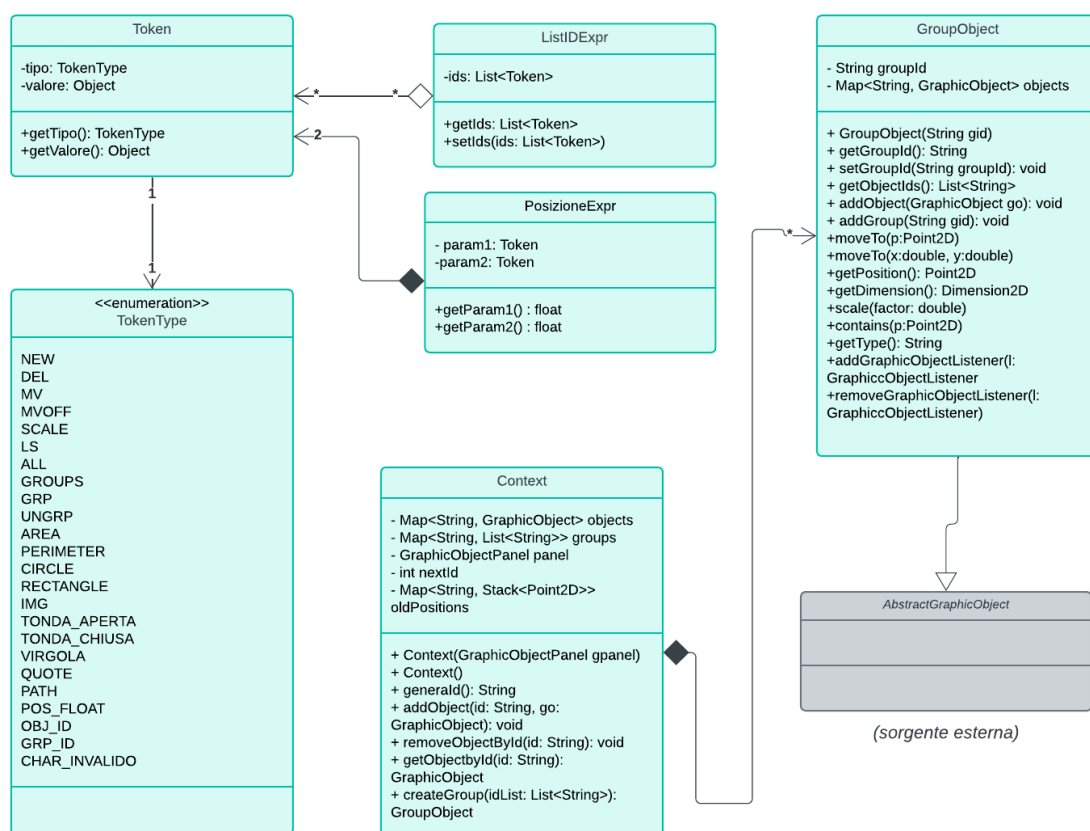 Token
-tipo: TokenType
-valore: Object
+getTipo(): TokenType
+getValore(): Object
1
1
<<enumeration>>
TokenType
NEW
DEL
MV
MVOFF
SCALE
LS
ALL
GROUPS
GRP
UNGRP
AREA
PERIMETER
CIRCLE
RECTANGLE
IMG
TONDA_APERTA
TONDA_CHIUSA
VIRGOLA
QUOTE
PATH
POS_FLOAT
OBJ_ID
GRP_ID
CHAR_INVALIDO
* *
2
ListIDExpr
-ids: List<Token>
+getIds: List<Token>
+setIds(ids: List<Token>)
PosizioneExpr
- param1: Token
-param2: Token
+getParam1() : float
+getParam2() : float
Context
- Map<String, GraphicObject> objects
- Map<String, List<String>> groups
- GraphicObjectPanel panel
- int nextId
- Map<String, Stack<Point2D>>
oldPositions
+ Context(GraphicObjectPanel gpanel)
+ Context()
+ generaId(): String
+ addObject(id: String, go:
GraphicObject): void
+ removeObjectById(id: String): void
+ getObjectbyId(id: String):
GraphicObject
+ createGroup(idList: List<String>):
GroupObject
*
GroupObject
- String groupId
- Map<String, GraphicObject> objects
+ GroupObject(String gid)
+ getGroupId(): String
+ setGroupId(String groupId): void
+ getObjectIds(): List<String>
+ addObject(GraphicObject go): void
+ addGroup(String gid): void
+moveTo(p:Point2D)
+moveTo(x:double, y:double)
+getPosition(): Point2D
+getDimension(): Dimension2D
+scale(factor: double)
+contains(p:Point2D)
+getType(): String
+addGraphicObjectListener(l:
GraphiccObjectListener
+removeGraphicObjectListener(l:
GraphiccObjectListener)
AbstractGraphicObject
(sorgente esterna)